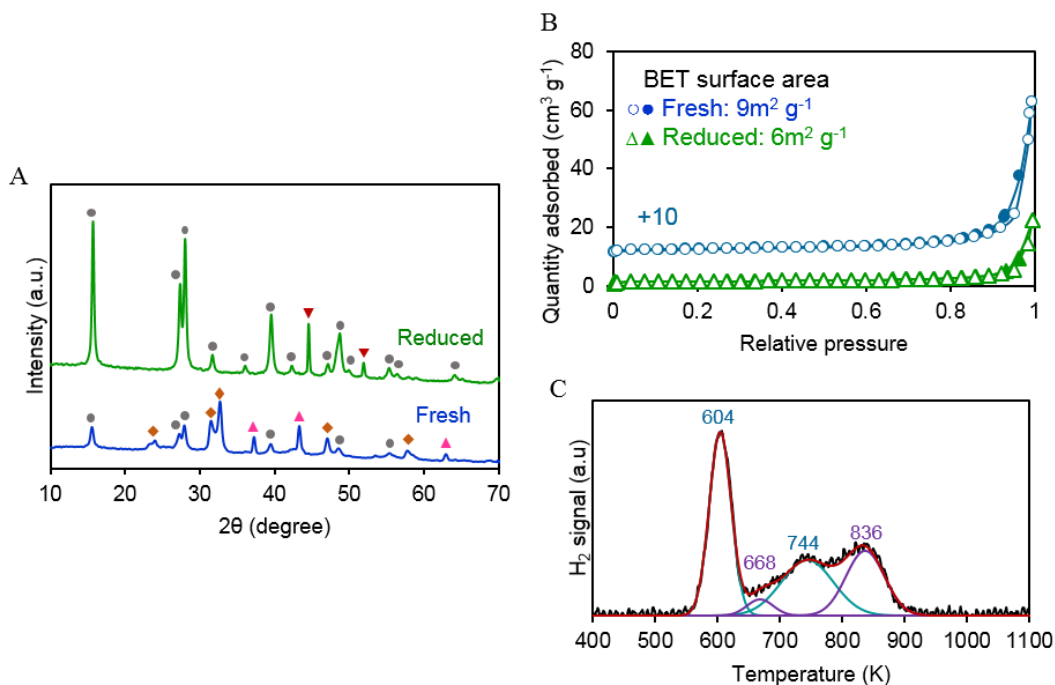 A
Intensity (a.u.)
Reduced
Fresh
10 20 30 40 50 60 70
2θ (degree)
B
Quantity adsorbed (cm³ g⁻¹)
80
60
40
20
0
BET surface area
Fresh: 9m² g⁻¹
Reduced: 6m² g⁻¹
+10
0 0.2 0.4 0.6 0.8 1
Relative pressure
C
H₂ signal (a.u)
604
668
744
836
400 500 600 700 800 900 1000 1100
Temperature (K)